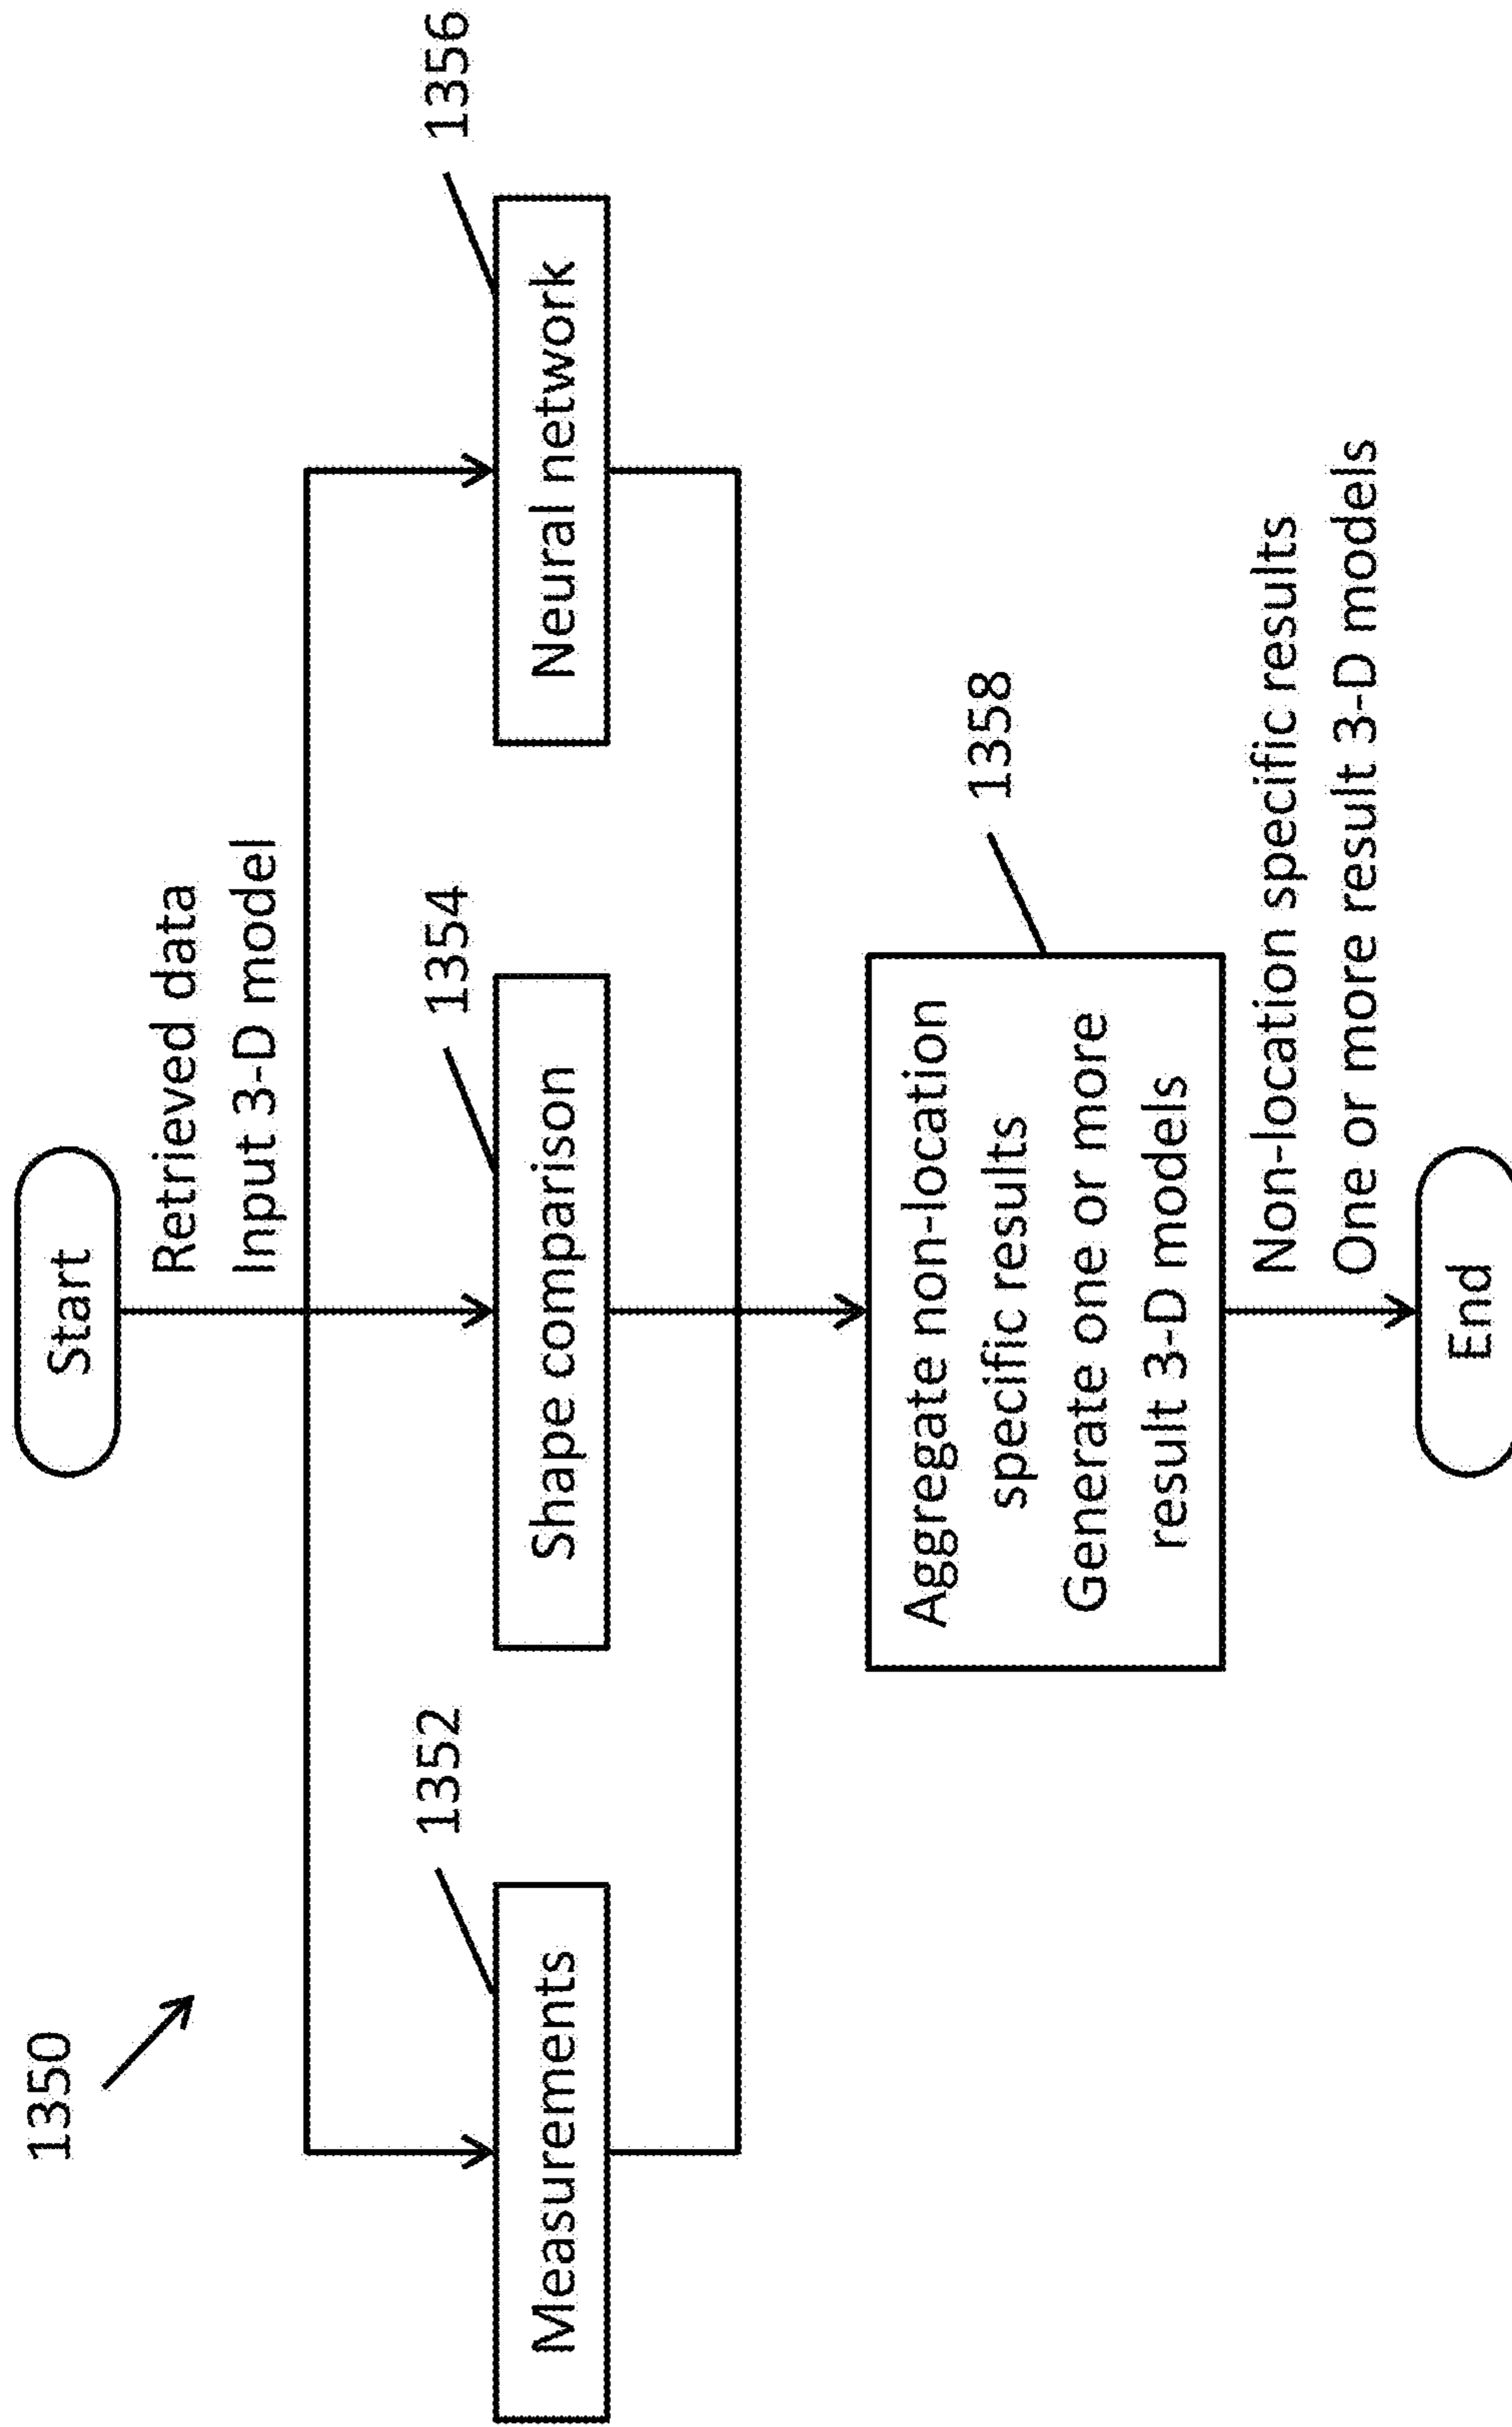 1350
Start
Retrieved data
Input 3-D model
1352
1354
1356
Measurements
Shape comparison
Neural network
1358
Aggregate non-location
specific results
Generate one or more
result 3-D models
Non-location specific results
One or more result 3-D models
End